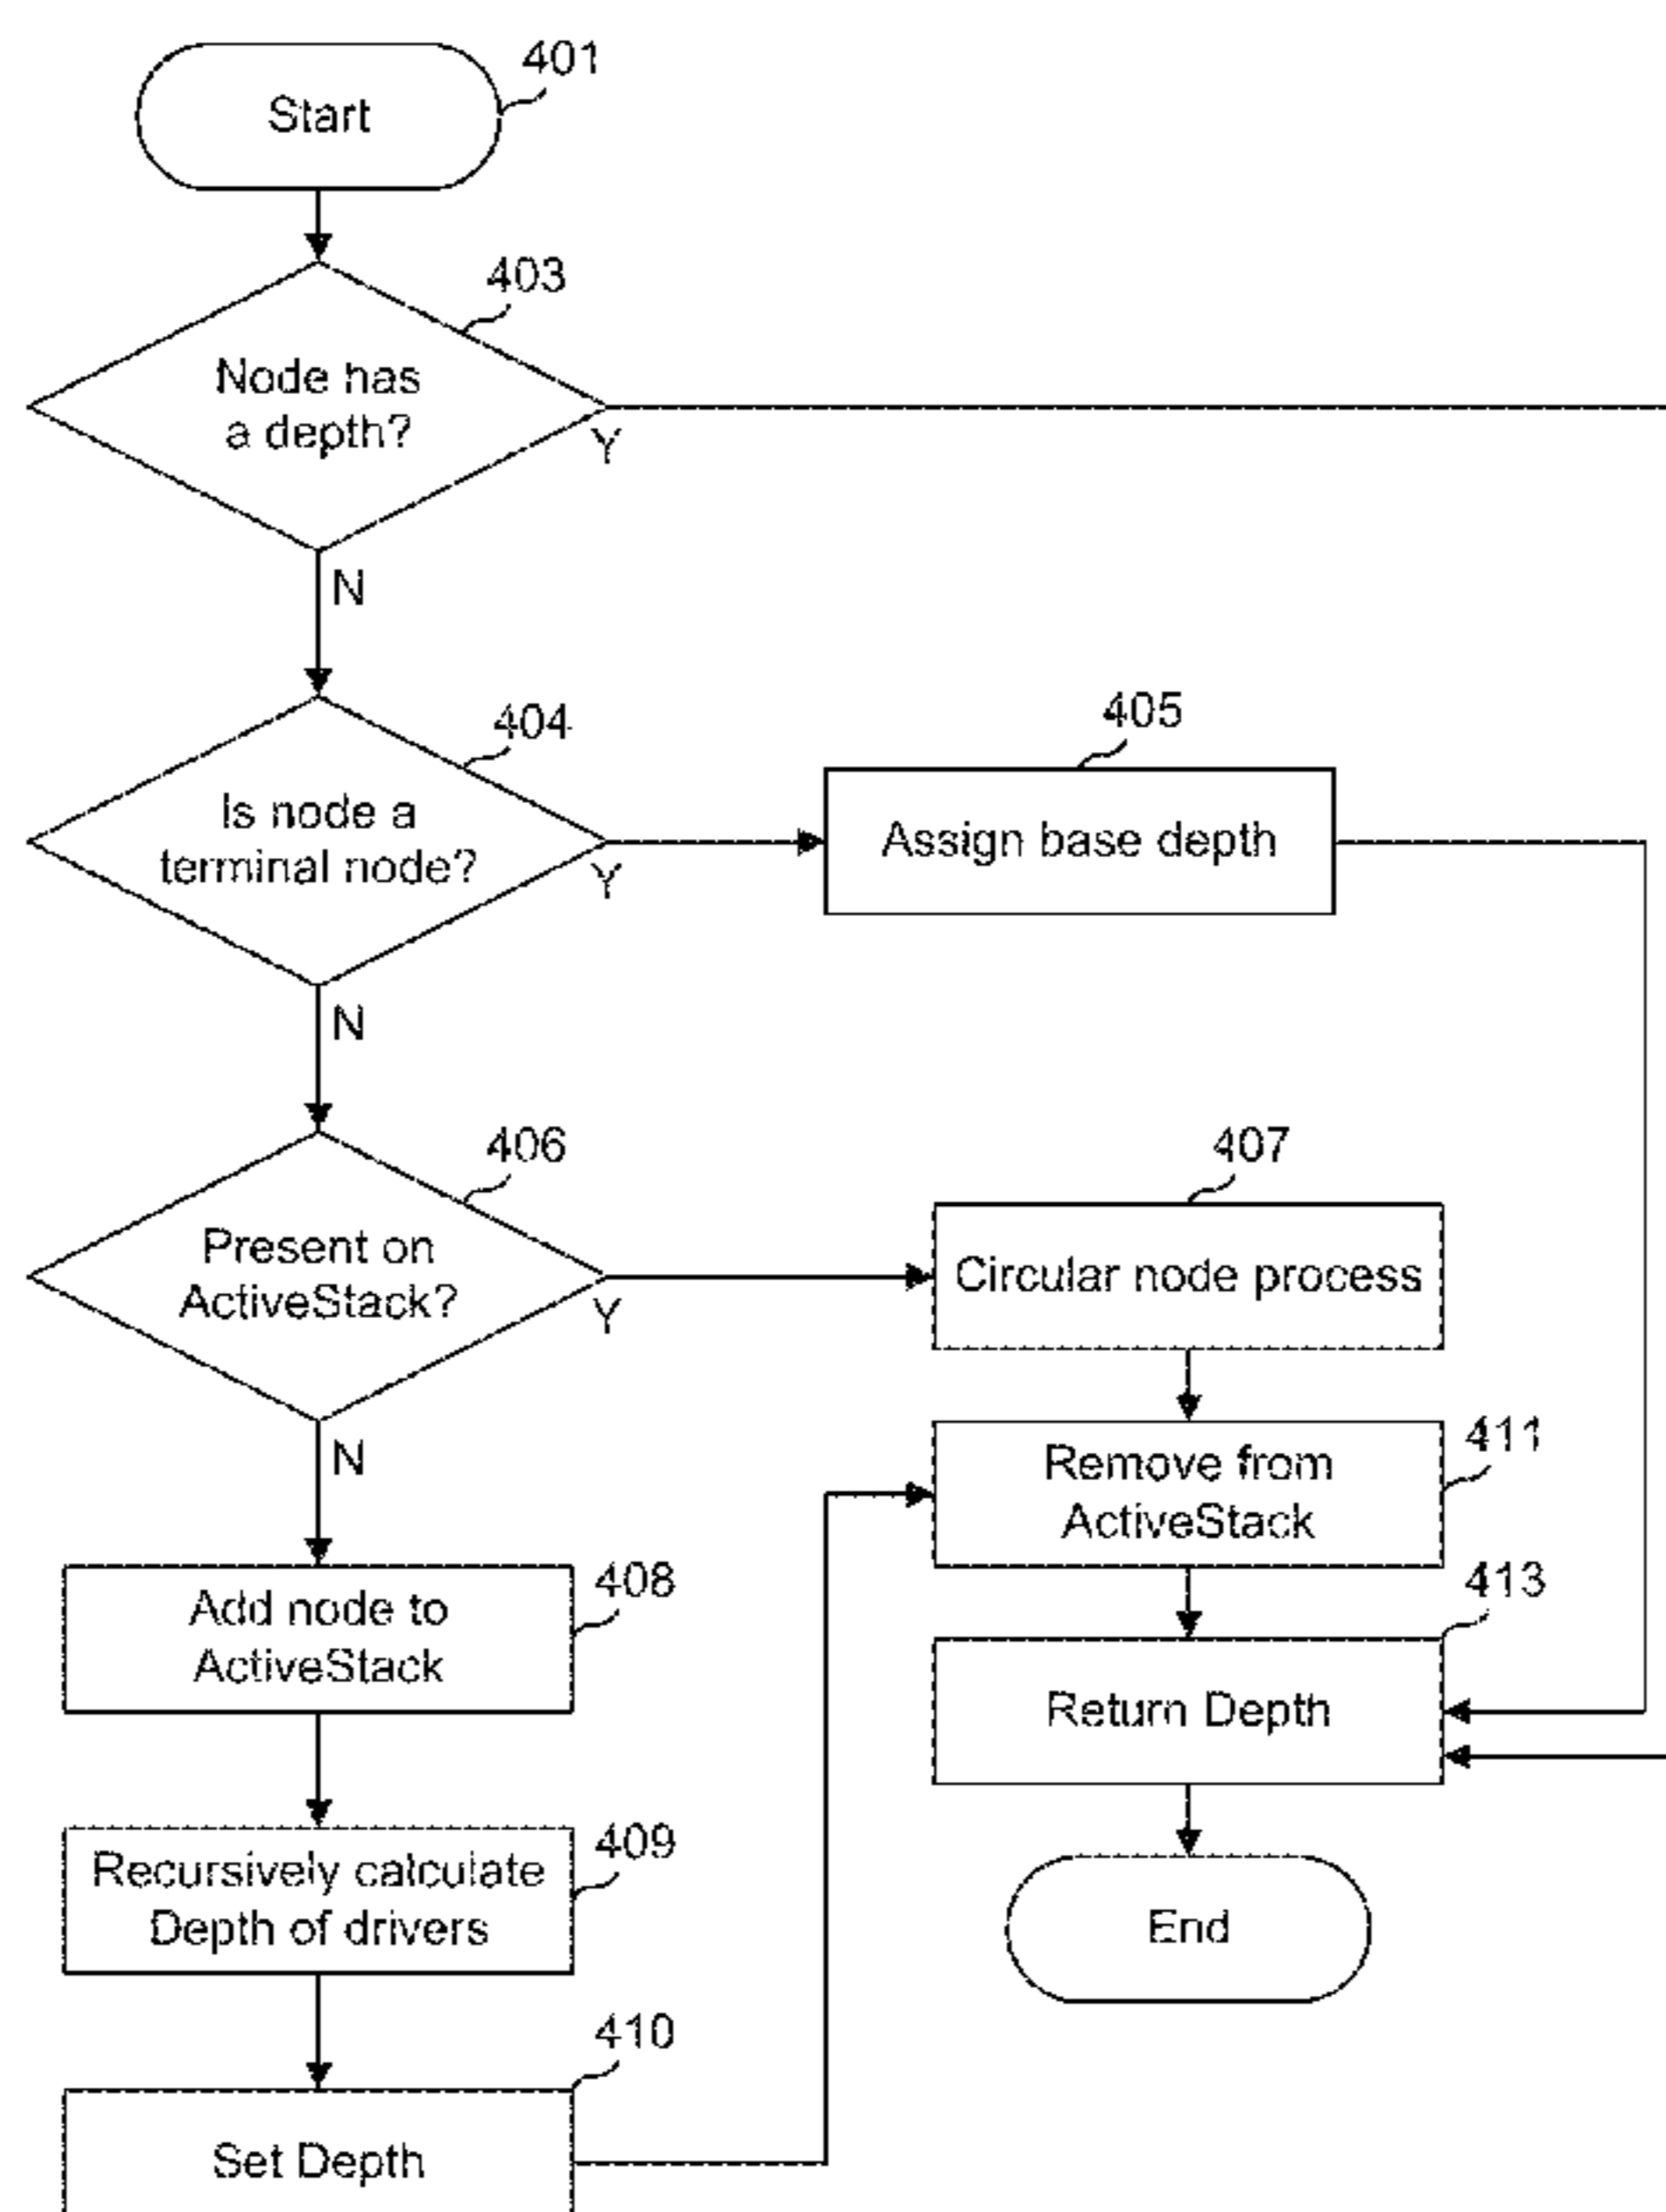 401
Start
403
Node has
a depth?
Y
N
404
Is node a
terminal node?
Y
N
405
Assign base depth
406
Present on
ActiveStack?
Y
N
407
Circular node process
411
Remove from
ActiveStack
408
Add node to
ActiveStack
413
Return Depth
409
Recursively calculate
Depth of drivers
End
410
Set Depth